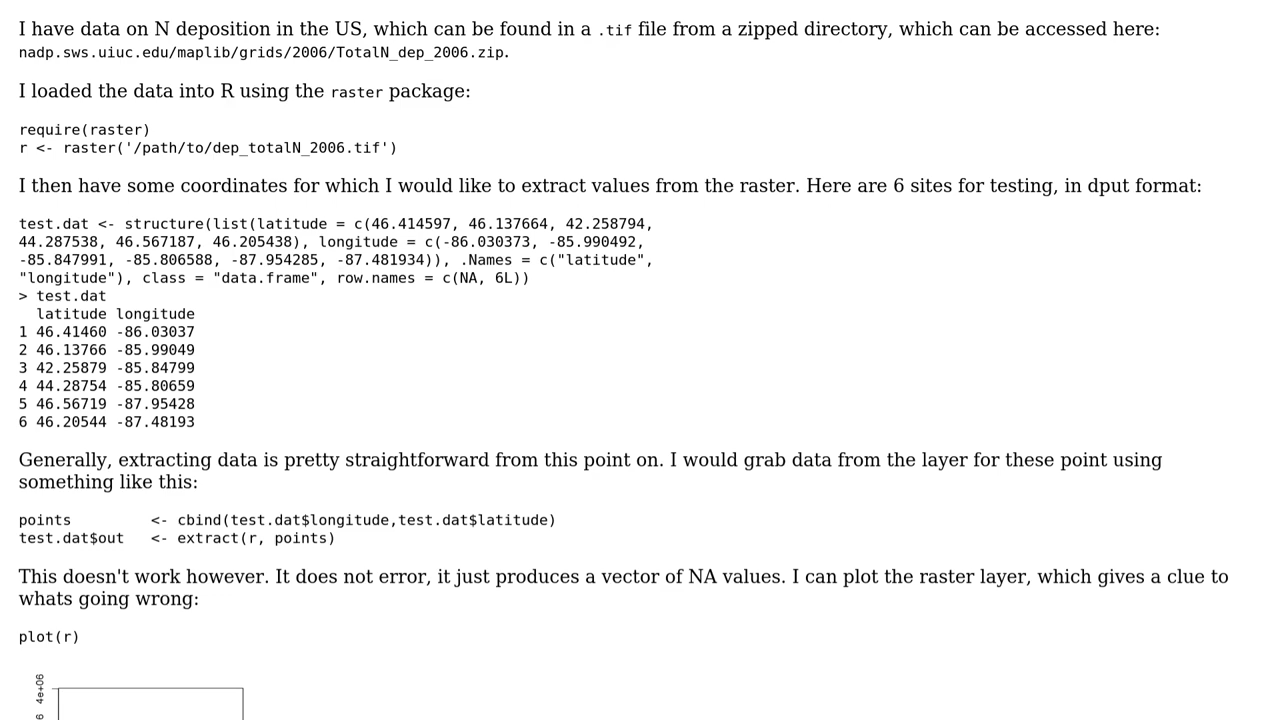 I have data on N deposition in the US, which can be found in a .tif file from a zipped directory, which can be accessed here:
nadp.sws.uiuc.edu/maplib/grids/2006/TotalN_dep_2006.zip.
I loaded the data into R using the raster package:
require(raster)
r <- raster('/path/to/dep_totalN_2006.tif')
I then have some coordinates for which I would like to extract values from the raster. Here are 6 sites for testing, in dput format:
test.dat <- structure(list(latitude = c(46.414597, 46.137664, 42.258794,
44.287538, 46.567187, 46.205438), longitude = c(-86.030373, -85.990492,
-85.847991, -85.806588, -87.954285, -87.481934)), .Names = c("latitude",
"longitude"), class = "data.frame", row.names = c(NA, 6L))
> test.dat
  latitude longitude
1 46.41460 -86.03037
2 46.13766 -85.99049
3 42.25879 -85.84799
4 44.28754 -85.80659
5 46.56719 -87.95428
6 46.20544 -87.48193
Generally, extracting data is pretty straightforward from this point on. I would grab data from the layer for these point using
something like this:
points         <- cbind(test.dat$longitude,test.dat$latitude)
test.dat$out   <- extract(r, points)
This doesn't work however. It does not error, it just produces a vector of NA values. I can plot the raster layer, which gives a clue to
whats going wrong:
plot(r)
4e+06